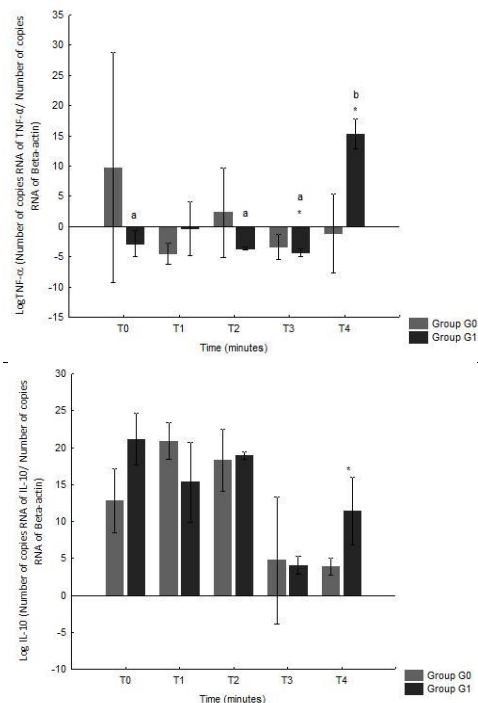 LogTNF-α (Number of copies RNA of TNF-α/ Number of copies
RNA of Beta-actin)
35
30
25
20
15
10
5
0
-5
-10
-15
a
a
a
*
b
*
T0 T1 T2 T3 T4
Time (minutes)
Group G0
Group G1
Log IL-10 (Number of copies RNA of IL-10/ Number of copies
RNA of Beta-actin)
30
25
20
15
10
5
0
-5
-10
*
T0 T1 T2 T3 T4
Time (minutes)
Group G0
Group G1